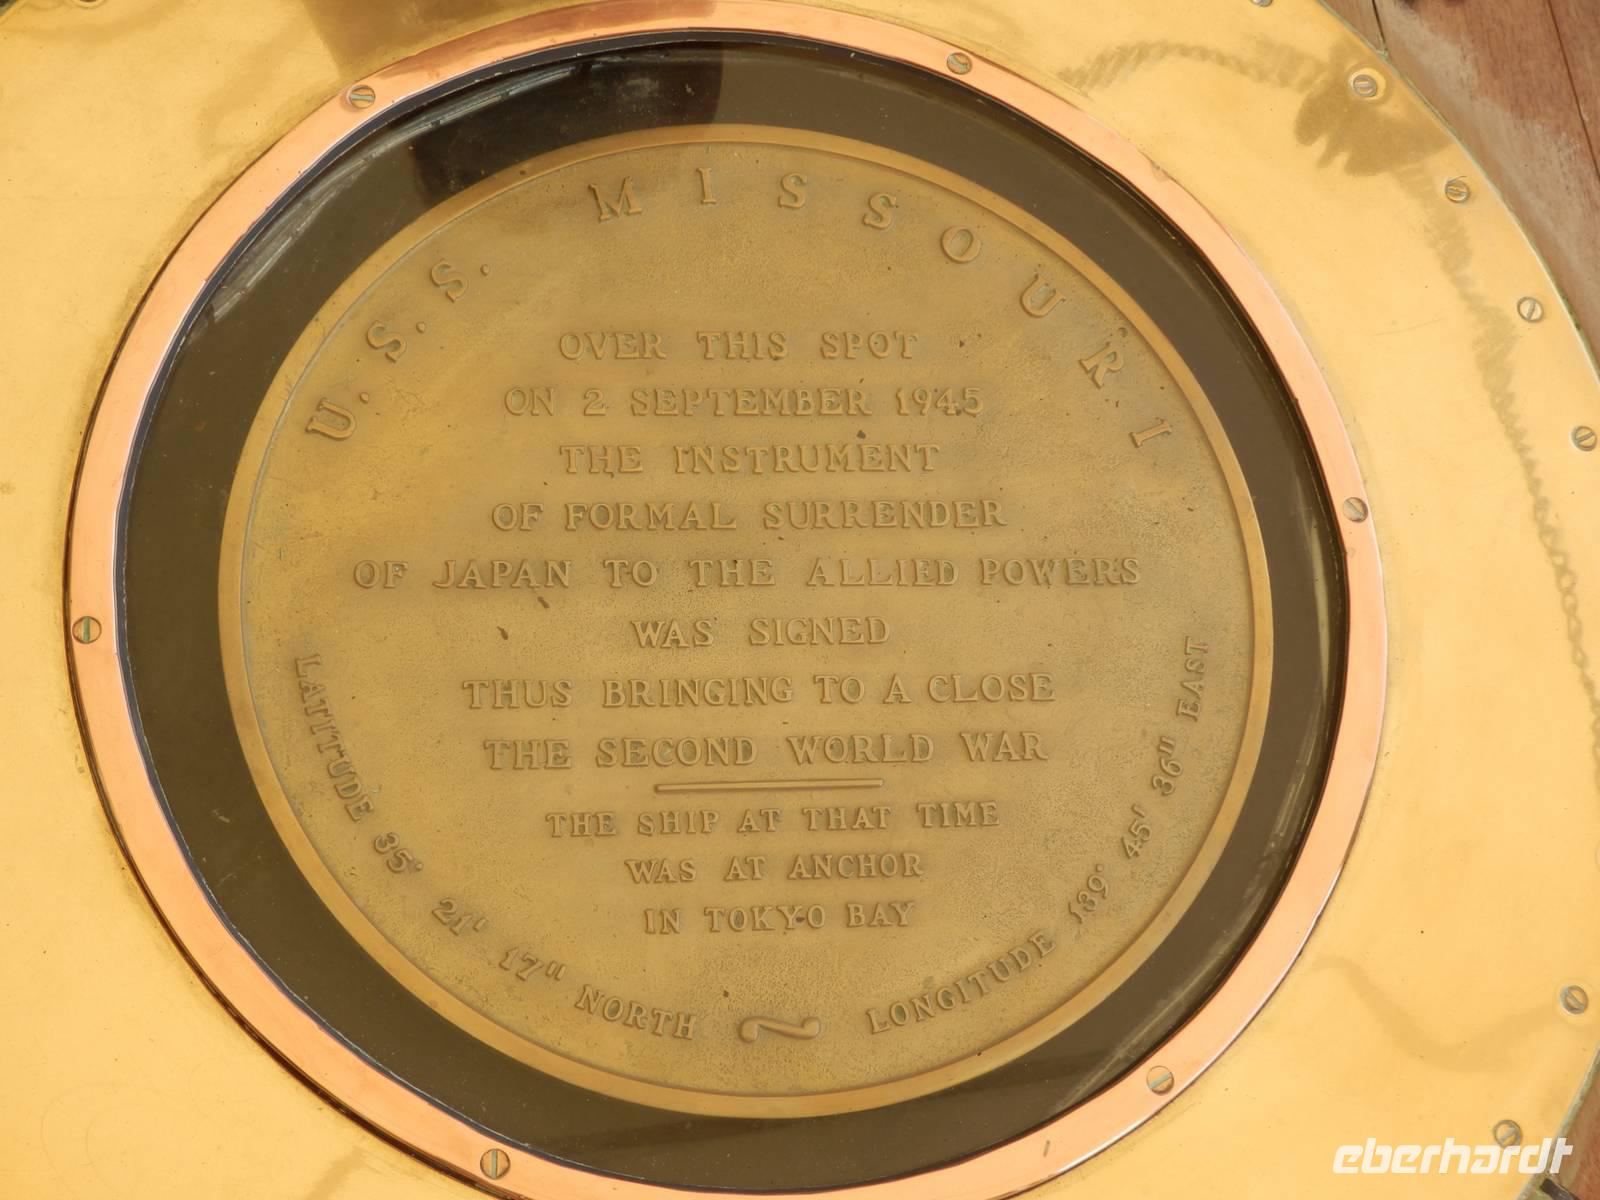 U.S.S. MISSOURI
OVER THIS SPOT
ON 2 SEPTEMBER 1945
THE INSTRUMENT
OF FORMAL SURRENDER
OF JAPAN TO THE ALLIED POWERS
WAS SIGNED
THUS BRINGING TO A CLOSE
THE SECOND WORLD WAR
THE SHIP AT THAT TIME
WAS AT ANCHOR
IN TOKYO BAY
LATITUDE 35° 21' 17" NORTH ~ LONGITUDE 139° 45' 36" EAST
eberhardt